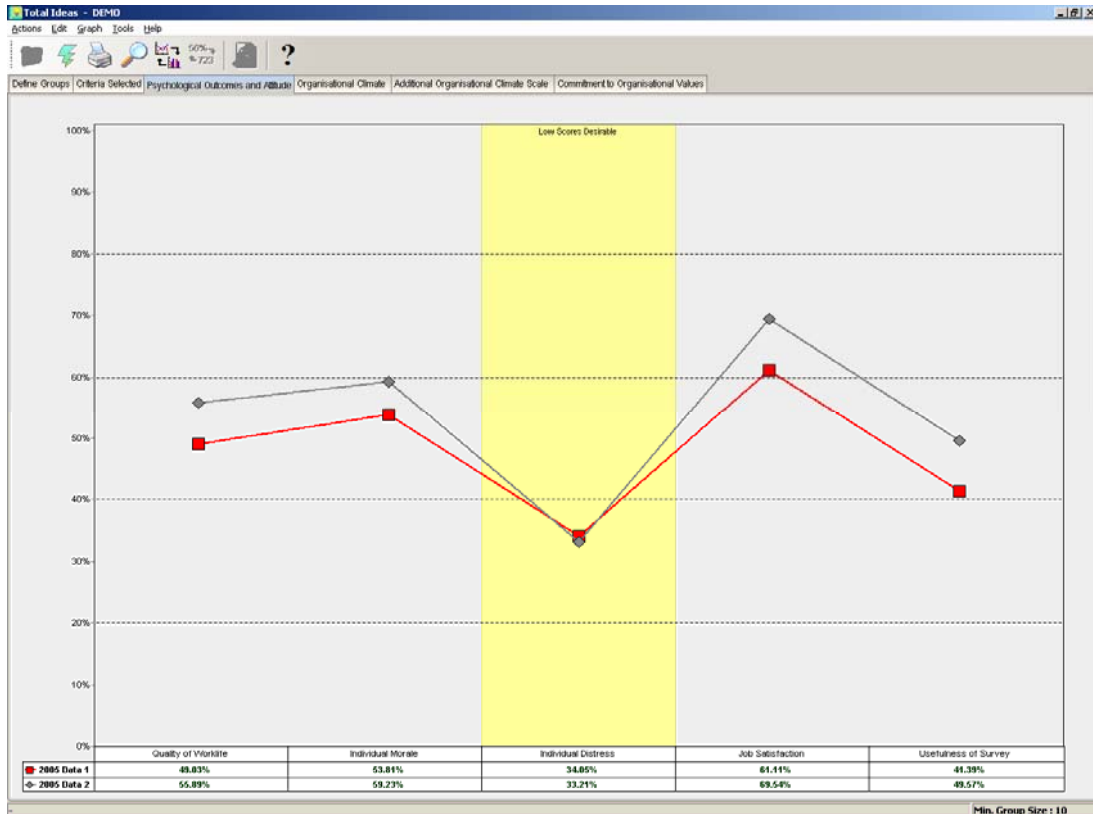 Total Ideas - DEMO
Actions Edit Graph Tools Help
50%
723
?
Define Groups Criteria Selected Psychological Outcomes and Attitude Organisational Climate Additional Organisational Climate Scale Commitment to Organisational Values
Low Scores Desirable
100%
90%
80%
70%
60%
50%
40%
30%
20%
10%
0%
Quality of Worklife Individual Morale Individual Distress Job Satisfaction Usefulness of Survey
2005 Data 1 49.03% 53.81% 34.05% 61.11% 41.39%
2005 Data 2 55.89% 59.23% 33.21% 69.54% 49.57%
Min. Group Size : 10